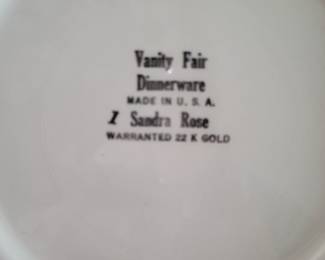 Vanity Fair
Dinnerware
MADE IN U. S. A.
Sandra Rose
WARRANTED 22 K GOLD